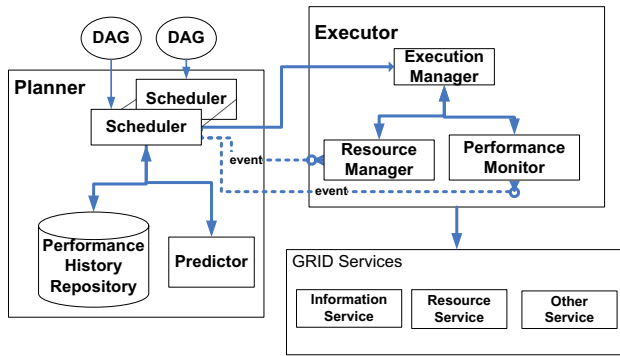 DAG
DAG
Executor
Execution
Manager
Planner
Scheduler
Scheduler
event
Resource
Manager
Performance
Monitor
event
Performance
History
Repository
Predictor
GRID Services
Information
Service
Resource
Service
Other
Service